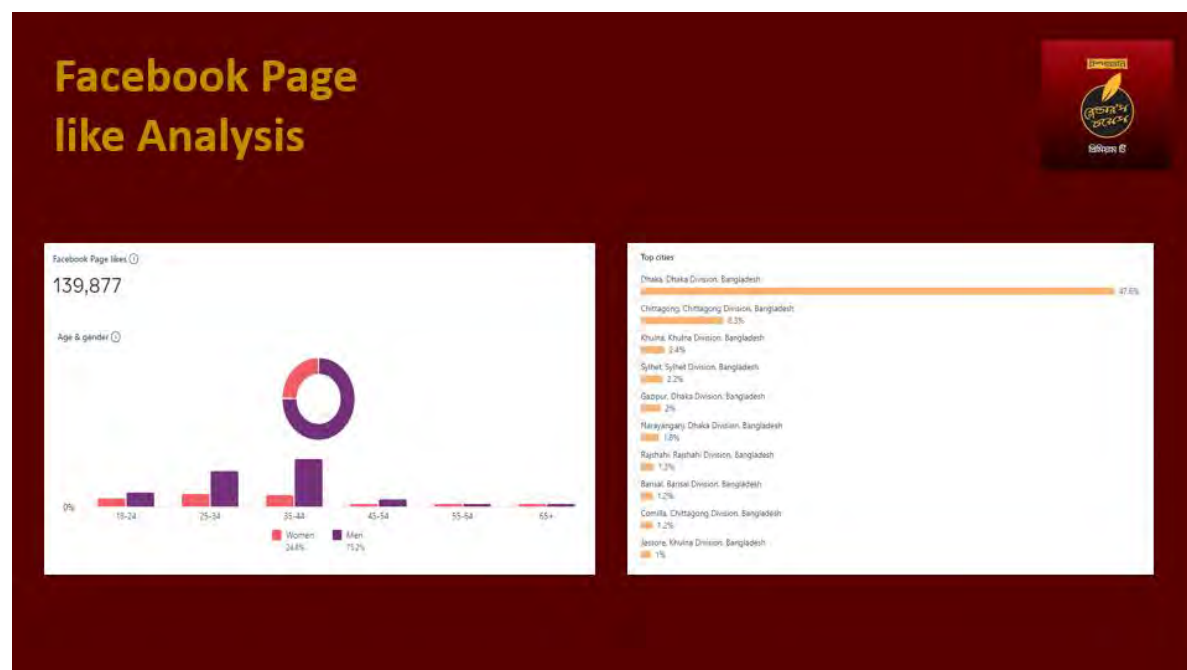 Facebook Page
like Analysis
প্রিমিয়াম টি
Facebook Page likes
139,877
Age & gender
0%
18-24
25-34
35-44
45-54
55-64
65+
Women
24.8%
Men
75.2%
Top cities
Dhaka, Dhaka Division, Bangladesh
47.6%
Chittagong, Chittagong Division, Bangladesh
8.3%
Khulna, Khulna Division, Bangladesh
2.4%
Sylhet, Sylhet Division, Bangladesh
2.2%
Gazipur, Dhaka Division, Bangladesh
2%
Narayanganj, Dhaka Division, Bangladesh
1.8%
Rajshahi, Rajshahi Division, Bangladesh
Barisal, Barisal Division, Bangladesh
1.2%
Comilla, Chittagong Division, Bangladesh
1.2%
Jessore, Khulna Division, Bangladesh
1%